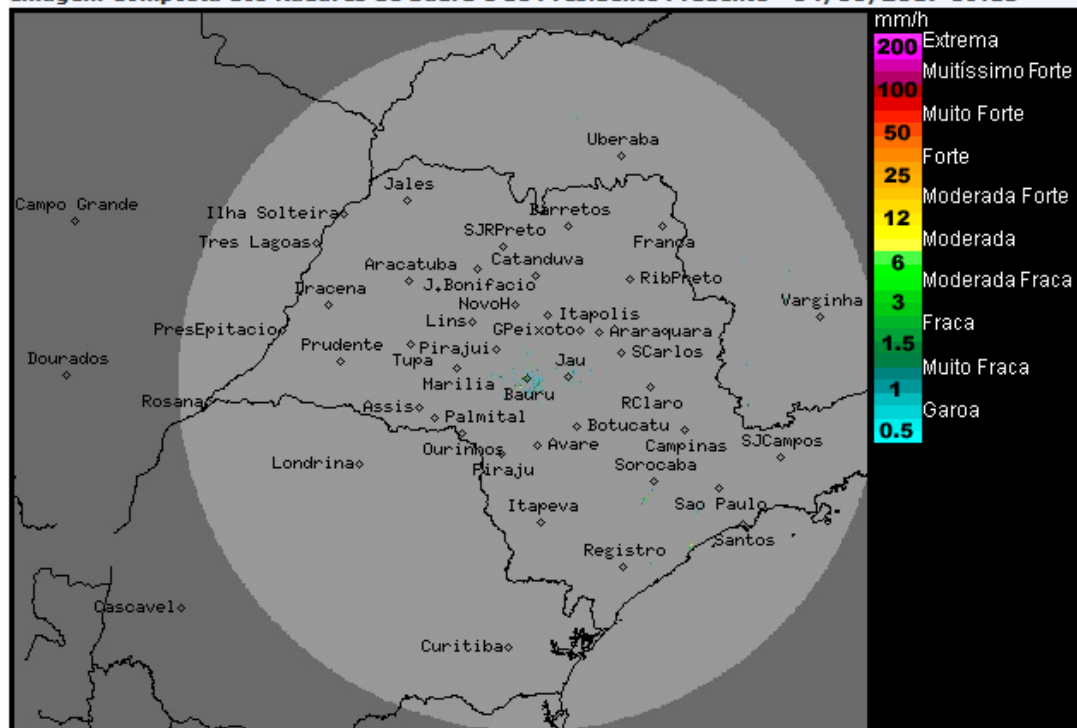 mm/h
200 Extrema
Muitíssimo Forte
100
Muito Forte
50
Forte
25
Moderada Forte
12
Moderada
6
Moderada Fraca
3
Fraca
1.5
Muito Fraca
1
Garoa
0.5
Uberaba
Jales
Campo Grande
Ilha Solteira
Barretos
SJRPreto
Franca
Tres Lagoas
Catanduva
Aracatuba
RibPreto
J.Bonifacio
Dracena
NovoH
Varginha
Itapolis
Lins
GPeixoto
Araraquara
PresEpitacio
Prudente
Pirajui
SCarlos
Dourados
Tupa
Jau
Marilia
Bauru
Rosana
Assis
RClaro
Palmital
Botucatu
Ourinhos
Avare
Campinas
SJCampos
Londrina
Piraju
Sorocaba
Itapeva
Sao Paulo
Santos
Registro
Cascavel
Curitiba